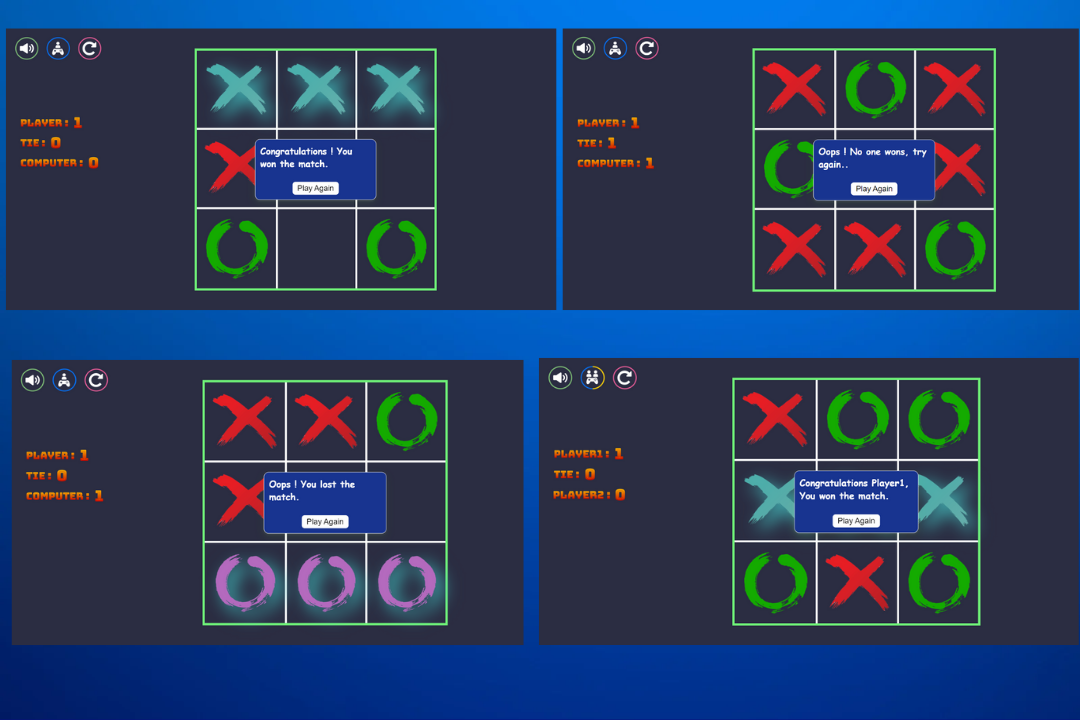 PLAYER: 1
TIE: 0
COMPUTER: 0
Congratulations ! You
won the match.
Play Again
PLAYER: 1
TIE: 1
COMPUTER: 1
Oops ! No one wons, try
again..
Play Again
PLAYER: 1
TIE: 0
COMPUTER: 1
Oops ! You lost the
match.
Play Again
PLAYER1: 1
TIE: 0
PLAYER2: 0
Congratulations Player1,
You won the match.
Play Again